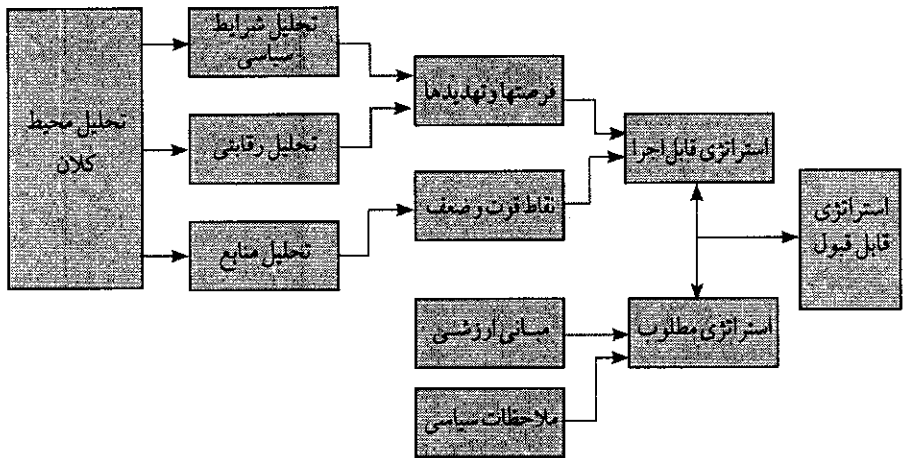 تحلیل محیط
کلان
تحلیل شرایط
سیاسی
تحلیل رقابتی
تحلیل منابع
فرصتها و تهدیدها
نقاط قوت و ضعف
مبانی ارزشی
ملاحظات سیاسی
استراتژی قابل اجرا
استراتژی مطلوب
استراتژی
قابل قبول